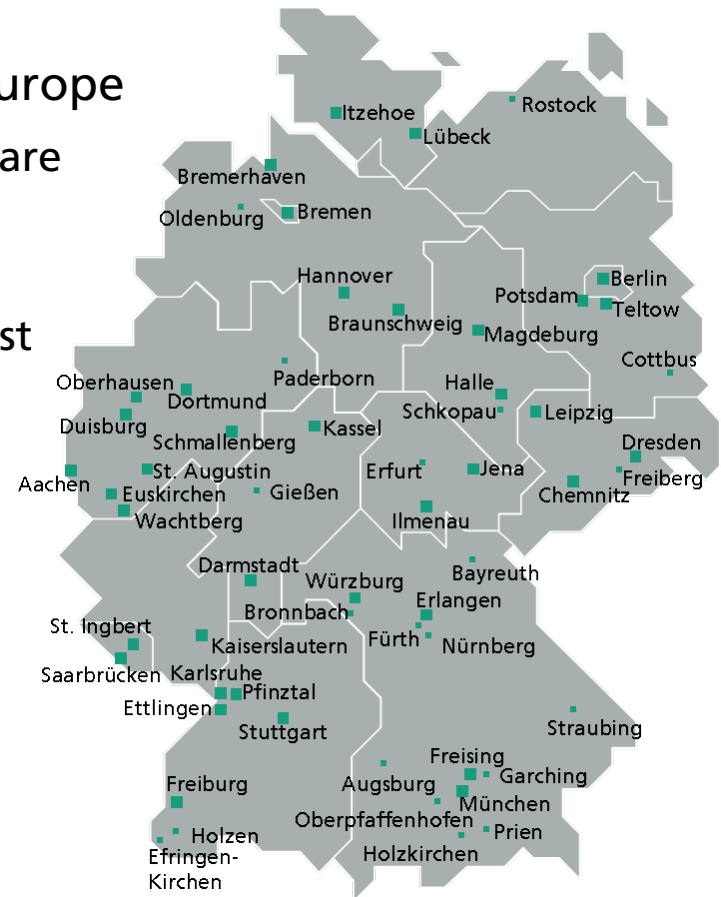 urope
are
st
Itzehoe
Rostock
Lübeck
Bremerhaven
Oldenburg
Bremen
Hannover
Berlin
Potsdam
Teltow
Braunschweig
Magdeburg
Cottbus
Paderborn
Oberhausen
Dortmund
Halle
Schkopau
Leipzig
Duisburg
Schmallenberg
Kassel
Dresden
Aachen
St. Augustin
Erfurt
Jena
Freiberg
Euskirchen
Gießen
Chemnitz
Wachtberg
Ilmenau
Darmstadt
Würzburg
Bayreuth
Bronnbach
Erlangen
St. Ingbert
Kaiserslautern
Fürth
Nürnberg
Saarbrücken
Karlsruhe
Pfinztal
Ettlingen
Stuttgart
Straubing
Freising
Garching
Freiburg
Augsburg
München
Oberpfaffenhofen
Prien
Holzen
Holzkirchen
Efringen-
Kirchen